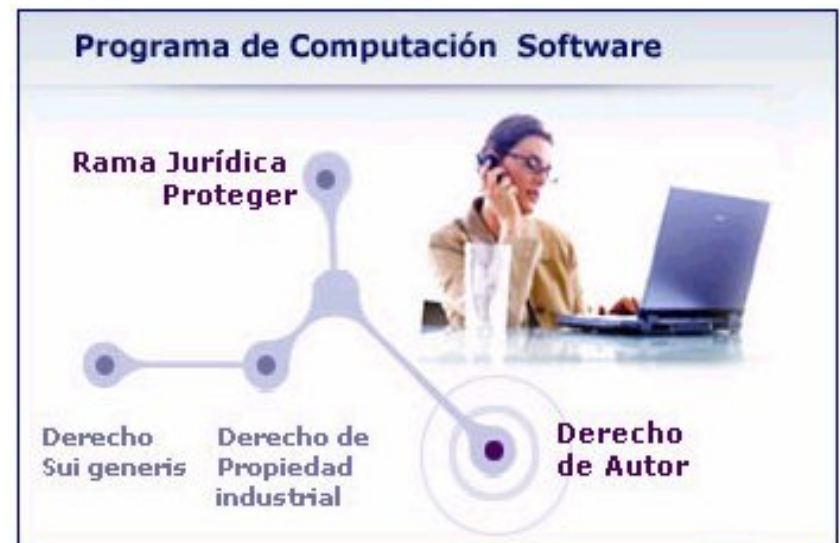 Programa de Computación Software
Rama Jurídica
Proteger
Derecho
Sui generis
Derecho de
Propiedad
industrial
Derecho
de Autor